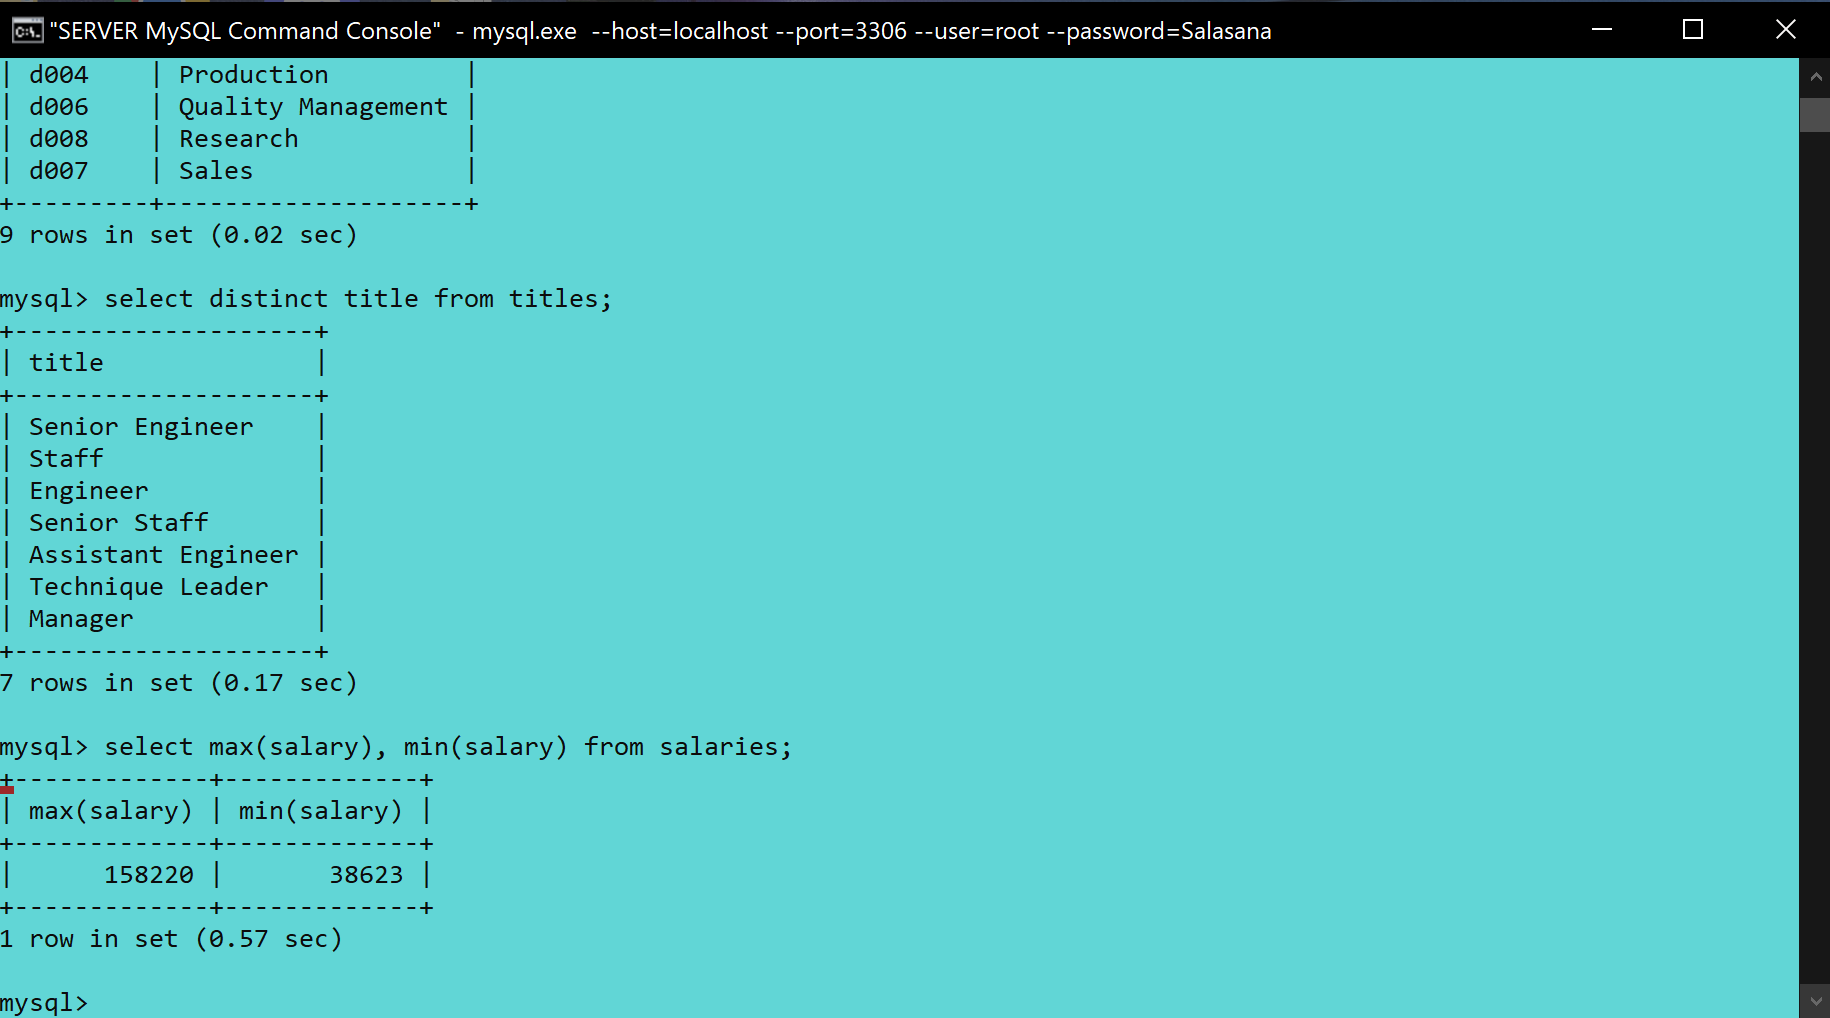 "SERVER MySQL Command Console"  - mysql.exe  --host=localhost --port=3306 --user=root --password=Salasana
| d004    | Production         |
| d006    | Quality Management |
| d008    | Research           |
| d007    | Sales              |
+---------+--------------------+
9 rows in set (0.02 sec)

mysql> select distinct title from titles;
+--------------------+
| title              |
+--------------------+
| Senior Engineer    |
| Staff              |
| Engineer           |
| Senior Staff       |
| Assistant Engineer |
| Technique Leader   |
| Manager            |
+--------------------+
7 rows in set (0.17 sec)

mysql> select max(salary), min(salary) from salaries;
+-------------+-------------+
| max(salary) | min(salary) |
+-------------+-------------+
|      158220 |       38623 |
+-------------+-------------+
1 row in set (0.57 sec)

mysql>